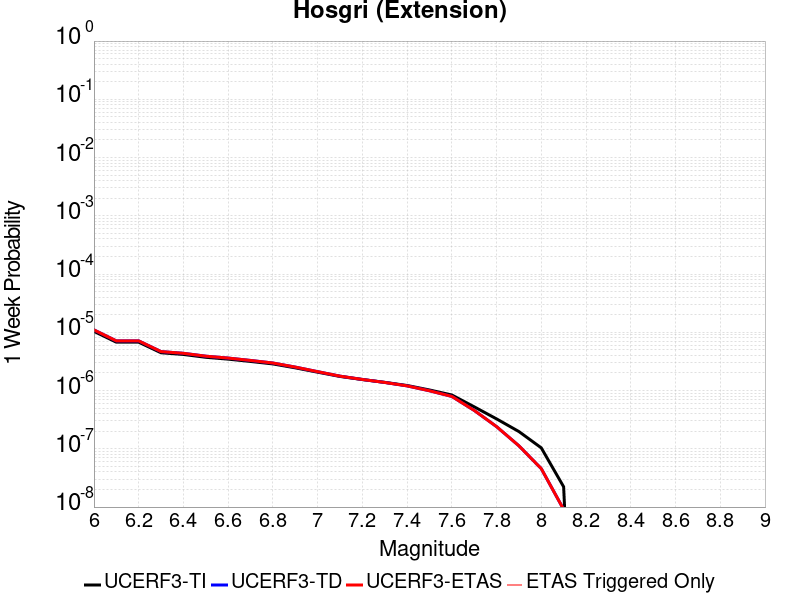 Hosgri (Extension)
10 0
10 -1
10 -2
10 -3
10 -4
10 -5
10 -6
10 -7
10 -8
1 Week Probability
6 6.2 6.4 6.6 6.8 7 7.2 7.4 7.6 7.8 8 8.2 8.4 8.6 8.8 9
Magnitude
UCERF3-TI UCERF3-TD UCERF3-ETAS ETAS Triggered Only